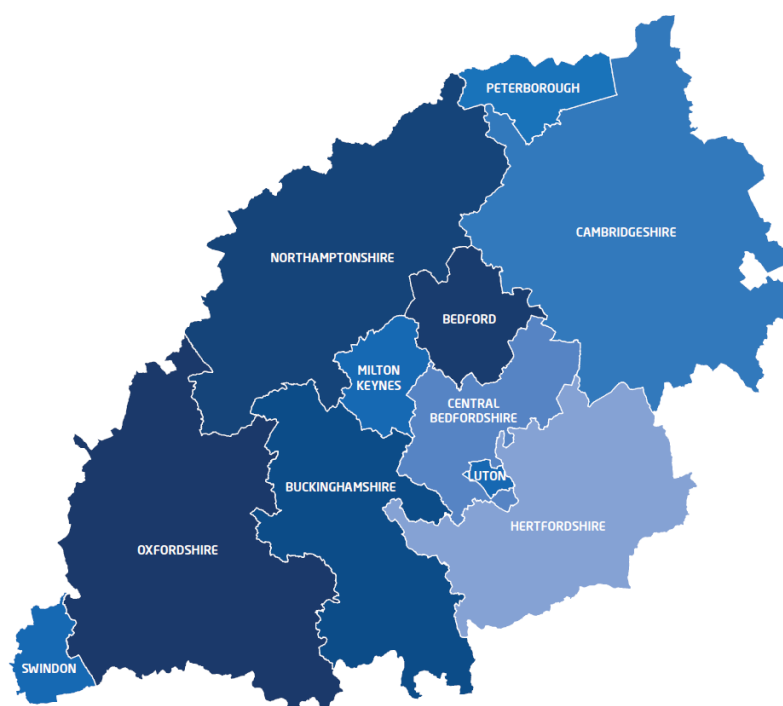 PETERBOROUGH
CAMBRIDGESHIRE
NORTHAMPTONSHIRE
BEDFORD
MILTON
KEYNES
CENTRAL
BEDFORDSHIRE
LUTON
BUCKINGHAMSHIRE
HERTFORDSHIRE
OXFORDSHIRE
SWINDON